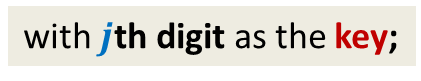 with jth digit as the key;